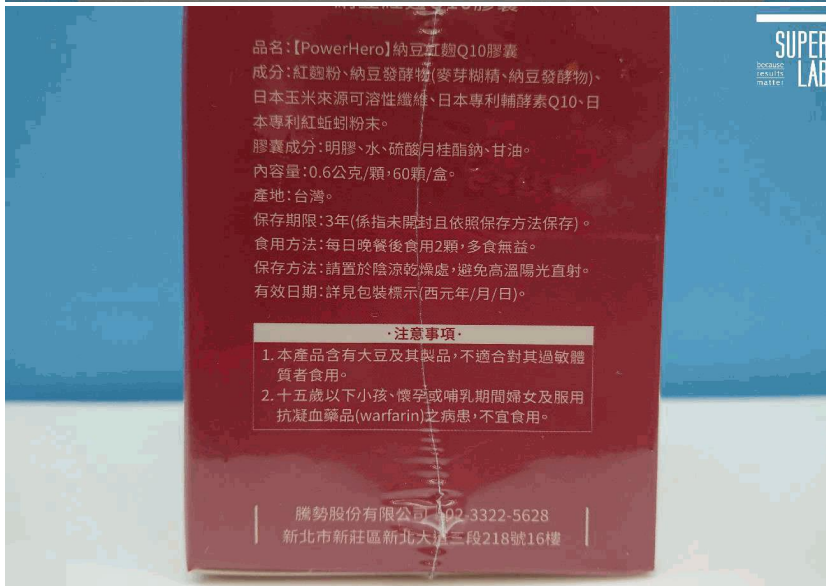 納豆紅麴Q10膠囊
品名:【PowerHero】納豆紅麴Q10膠囊
成分:紅麴粉、納豆發酵物(麥芽糊精、納豆發酵物)、
日本玉米來源可溶性纖維、日本專利輔酵素Q10、日
本專利紅蚯蚓粉末。
膠囊成分:明膠、水、硫酸月桂酯鈉、甘油。
內容量:0.6公克/顆,60顆/盒。
產地:台灣。
保存期限:3年(係指未開封且依照保存方法保存)。
食用方法:每日晚餐後食用2顆,多食無益。
保存方法:請置於陰涼乾燥處,避免高溫陽光直射。
有效日期:詳見包裝標示(西元年/月/日)。
·注意事項·
1. 本產品含有大豆及其製品,不適合對其過敏體
質者食用。
2. 十五歲以下小孩、懷孕或哺乳期間婦女及服用
抗凝血藥品(warfarin)之病患,不宜食用。
騰勢股份有限公司 02-3322-5628
新北市新莊區新北大道三段218號16樓
SUPER
because
results
matter
LAB